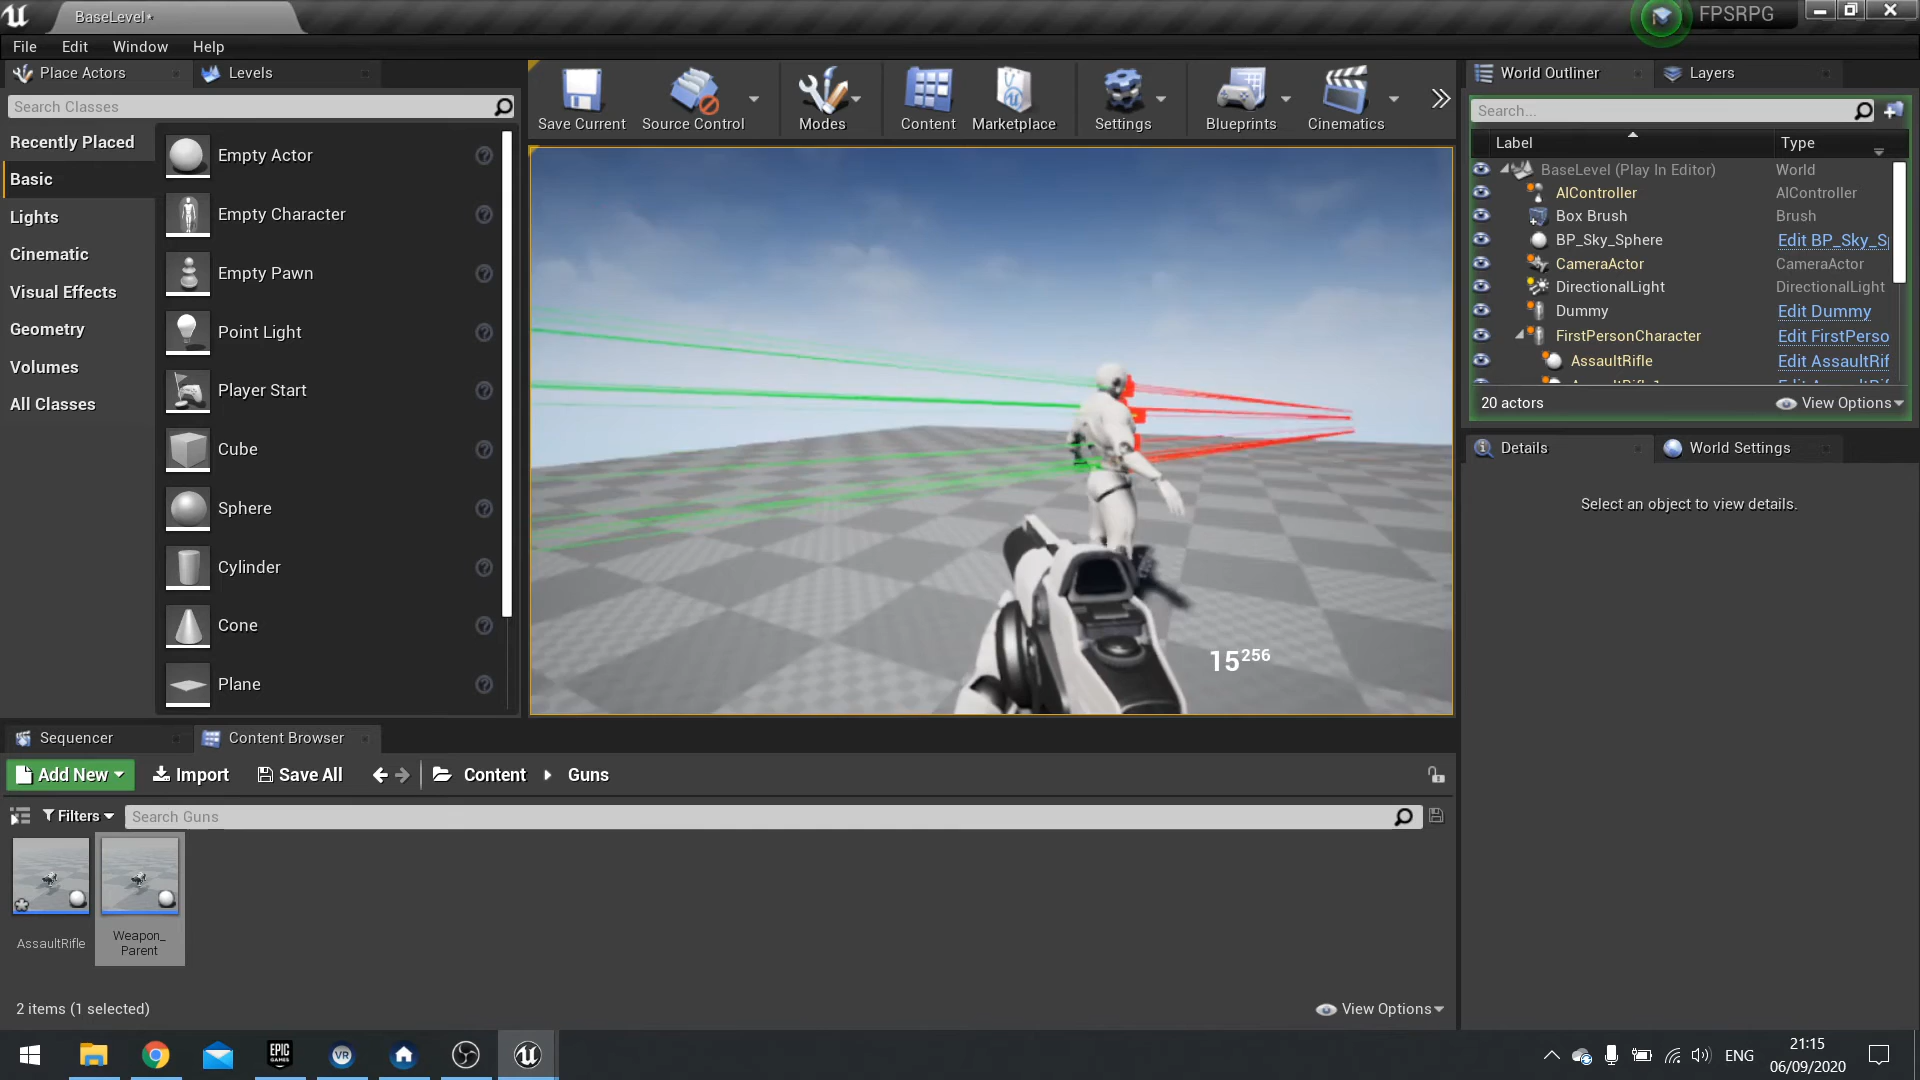 BaseLevel*
FPSRPG
File Edit Window Help
Place Actors
Levels
Search Classes
Recently Placed
Basic
Lights
Cinematic
Visual Effects
Geometry
Volumes
All Classes
Empty Actor
Empty Character
Empty Pawn
Point Light
Player Start
Cube
Sphere
Cylinder
Cone
Plane
Save Current
Source Control
Modes
Content
Marketplace
Settings
Blueprints
Cinematics
15 256
World Outliner
Layers
Search...
Label Type
BaseLevel (Play In Editor) World
AIController AIController
Box Brush Brush
BP_Sky_Sphere Edit BP_Sky_S
CameraActor CameraActor
DirectionalLight DirectionalLight
Dummy Edit Dummy
FirstPersonCharacter Edit FirstPerso
AssaultRifle Edit AssaultRif
20 actors
View Options
Details
World Settings
Select an object to view details.
Sequencer
Content Browser
Add New
Import
Save All
Content
Guns
Filters
Search Guns
AssaultRifle
Weapon_
Parent
2 items (1 selected)
View Options
EPIC
GAMES
VR
ENG
21:15
06/09/2020